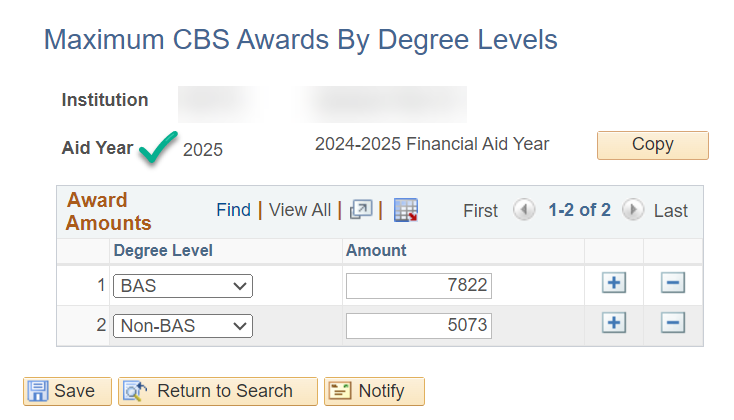 Maximum CBS Awards By Degree Levels
Institution
Aid Year 2025 2024-2025 Financial Aid Year Copy
Award Amounts Find | View All | | First 1-2 of 2 Last
Degree Level Amount
1 BAS 7822
2 Non-BAS 5073
Save Return to Search Notify